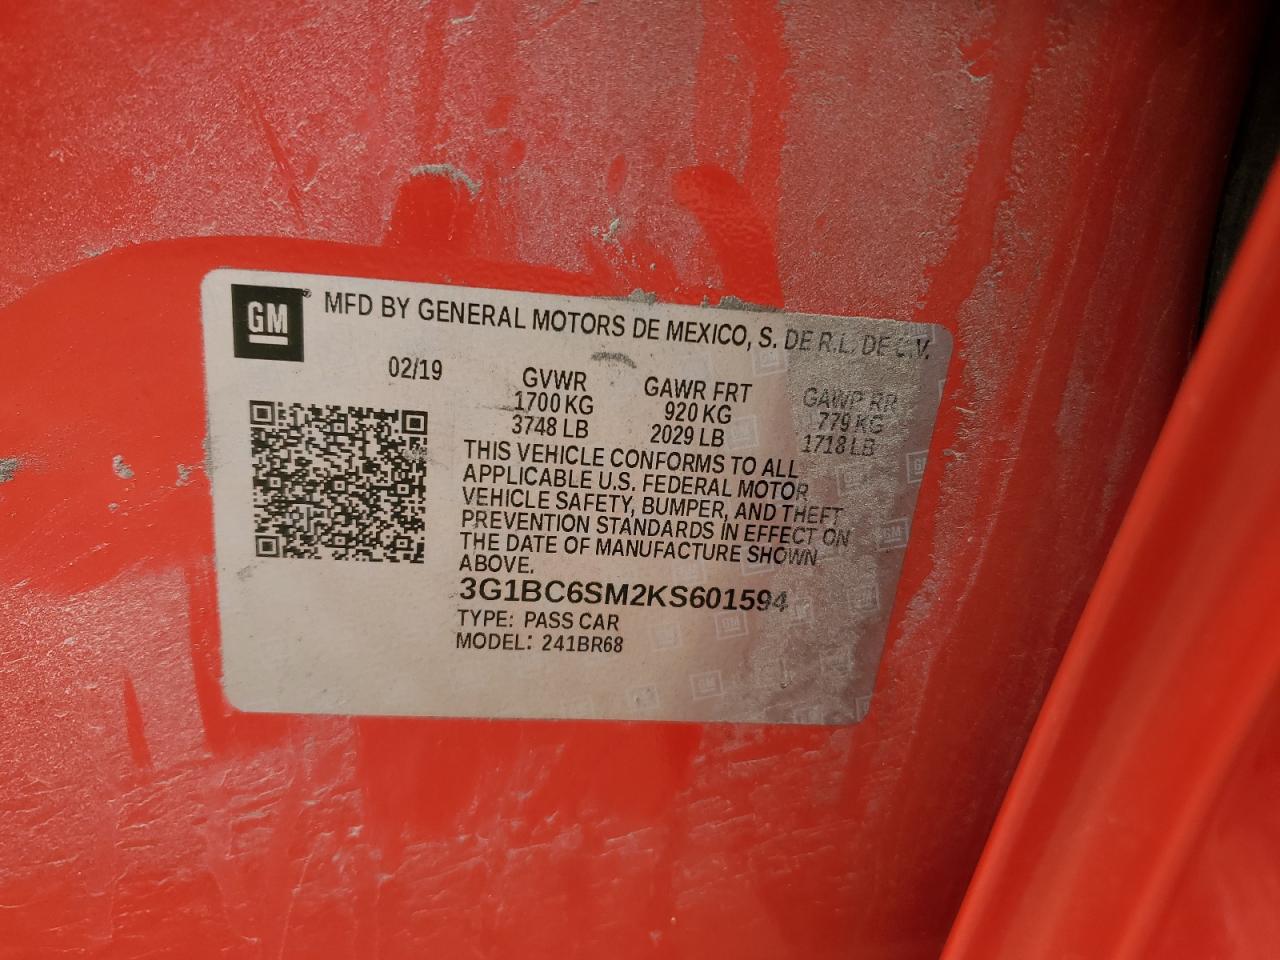 GM
MFD BY GENERAL MOTORS DE MEXICO, S. DE R.L. DE C.V.
02/19
GVWR GAWR FRT GAWR RR
1700 KG 920 KG 779 KG
3748 LB 2029 LB 1718 LB
THIS VEHICLE CONFORMS TO ALL
APPLICABLE U.S. FEDERAL MOTOR
VEHICLE SAFETY, BUMPER, AND THEFT
PREVENTION STANDARDS IN EFFECT ON
THE DATE OF MANUFACTURE SHOWN
ABOVE.
3G1BC6SM2KS601594
TYPE: PASS CAR
MODEL: 241BR68